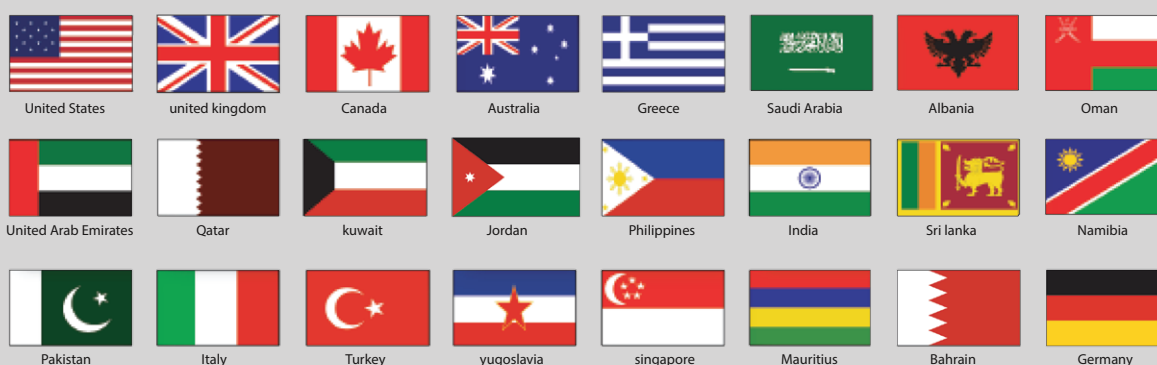 United States
united kingdom
Canada
Australia
Greece
Saudi Arabia
Albania
Oman
United Arab Emirates
Qatar
kuwait
Jordan
Philippines
India
Sri lanka
Namibia
Pakistan
Italy
Turkey
yugoslavia
singapore
Mauritius
Bahrain
Germany